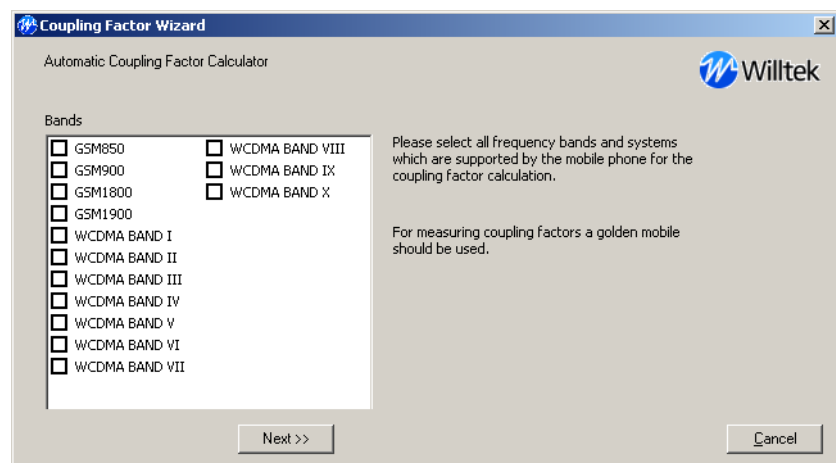 Coupling Factor Wizard
Automatic Coupling Factor Calculator
Willtek
Bands
GSM850
GSM900
GSM1800
GSM1900
WCDMA BAND I
WCDMA BAND II
WCDMA BAND III
WCDMA BAND IV
WCDMA BAND V
WCDMA BAND VI
WCDMA BAND VII
WCDMA BAND VIII
WCDMA BAND IX
WCDMA BAND X
Please select all frequency bands and systems
which are supported by the mobile phone for the
coupling factor calculation.
For measuring coupling factors a golden mobile
should be used.
Next >>
Cancel